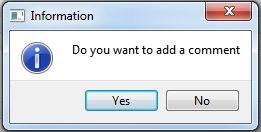 Information
Do you want to add a comment
Yes
No